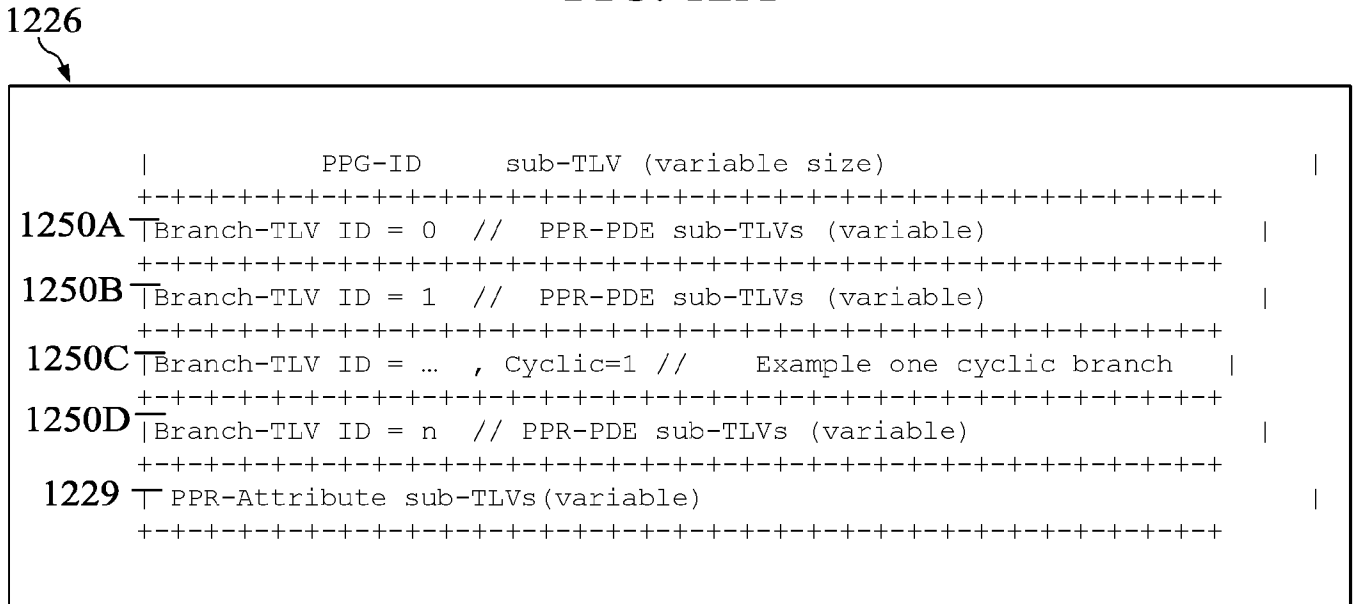 1226
| PPG-ID sub-TLV (variable size) |
+-+-+-+-+-+-+-+-+-+-+-+-+-+-+-+-+-+-+-+-+-+-+-+-+-+-+-+-+-+-+-+-+
1250A |Branch-TLV ID = 0 // PPR-PDE sub-TLVs (variable) |
+-+-+-+-+-+-+-+-+-+-+-+-+-+-+-+-+-+-+-+-+-+-+-+-+-+-+-+-+-+-+-+-+
1250B |Branch-TLV ID = 1 // PPR-PDE sub-TLVs (variable) |
+-+-+-+-+-+-+-+-+-+-+-+-+-+-+-+-+-+-+-+-+-+-+-+-+-+-+-+-+-+-+-+-+
1250C |Branch-TLV ID = … , Cyclic=1 // Example one cyclic branch |
+-+-+-+-+-+-+-+-+-+-+-+-+-+-+-+-+-+-+-+-+-+-+-+-+-+-+-+-+-+-+-+-+
1250D |Branch-TLV ID = n // PPR-PDE sub-TLVs (variable) |
+-+-+-+-+-+-+-+-+-+-+-+-+-+-+-+-+-+-+-+-+-+-+-+-+-+-+-+-+-+-+-+-+
1229 | PPR-Attribute sub-TLVs(variable) |
+-+-+-+-+-+-+-+-+-+-+-+-+-+-+-+-+-+-+-+-+-+-+-+-+-+-+-+-+-+-+-+-+